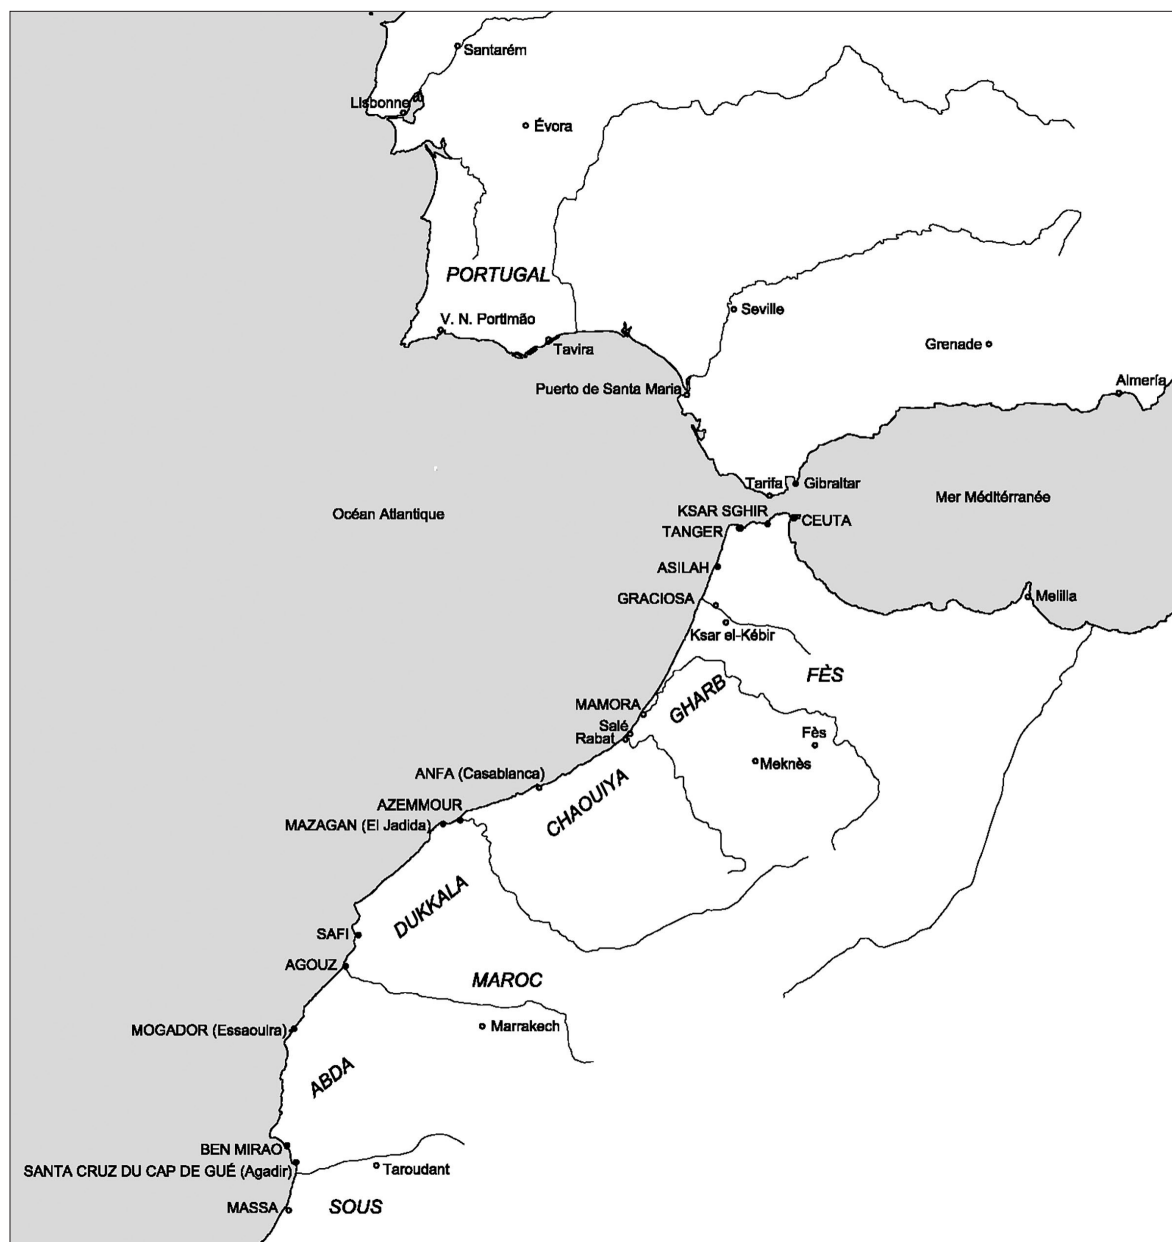 Santarém
Lisbonne
Évora
PORTUGAL
V. N. Portimão
Tavira
Seville
Grenade
Almería
Puerto de Santa Maria
Tarifa
Gibraltar
Mer Méditérranée
Océan Atlantique
KSAR SGHIR
CEUTA
TANGER
ASILAH
GRACIOSA
Melilla
Ksar el-Kébir
FÈS
GHARB
MAMORA
Salé
Rabat
Fès
Meknès
ANFA (Casablanca)
CHAOUIYA
AZEMMOUR
MAZAGAN (El Jadida)
DUKKALA
SAFI
AGOUZ
MAROC
MOGADOR (Essaouira)
Marrakech
ABDA
BEN MIRAO
SANTA CRUZ DU CAP DE GUÉ (Agadir)
Taroudant
MASSA
SOUS